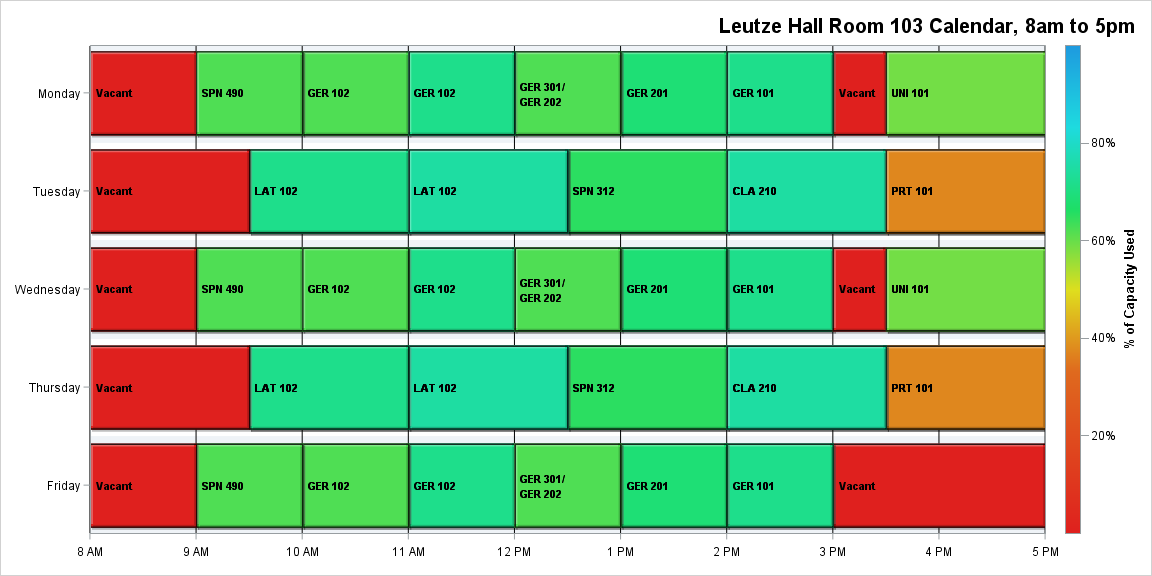 Leutze Hall Room 103 Calendar, 8am to 5pm
Monday
Vacant
SPN 490
GER 102
GER 102
GER 301/
GER 202
GER 201
GER 101
Vacant
UNI 101
Tuesday
Vacant
LAT 102
LAT 102
SPN 312
CLA 210
PRT 101
Wednesday
Vacant
SPN 490
GER 102
GER 102
GER 301/
GER 202
GER 201
GER 101
Vacant
UNI 101
Thursday
Vacant
LAT 102
LAT 102
SPN 312
CLA 210
PRT 101
Friday
Vacant
SPN 490
GER 102
GER 102
GER 301/
GER 202
GER 201
GER 101
Vacant
8 AM
9 AM
10 AM
11 AM
12 PM
1 PM
2 PM
3 PM
4 PM
5 PM
80%
60%
40%
20%
% of Capacity Used